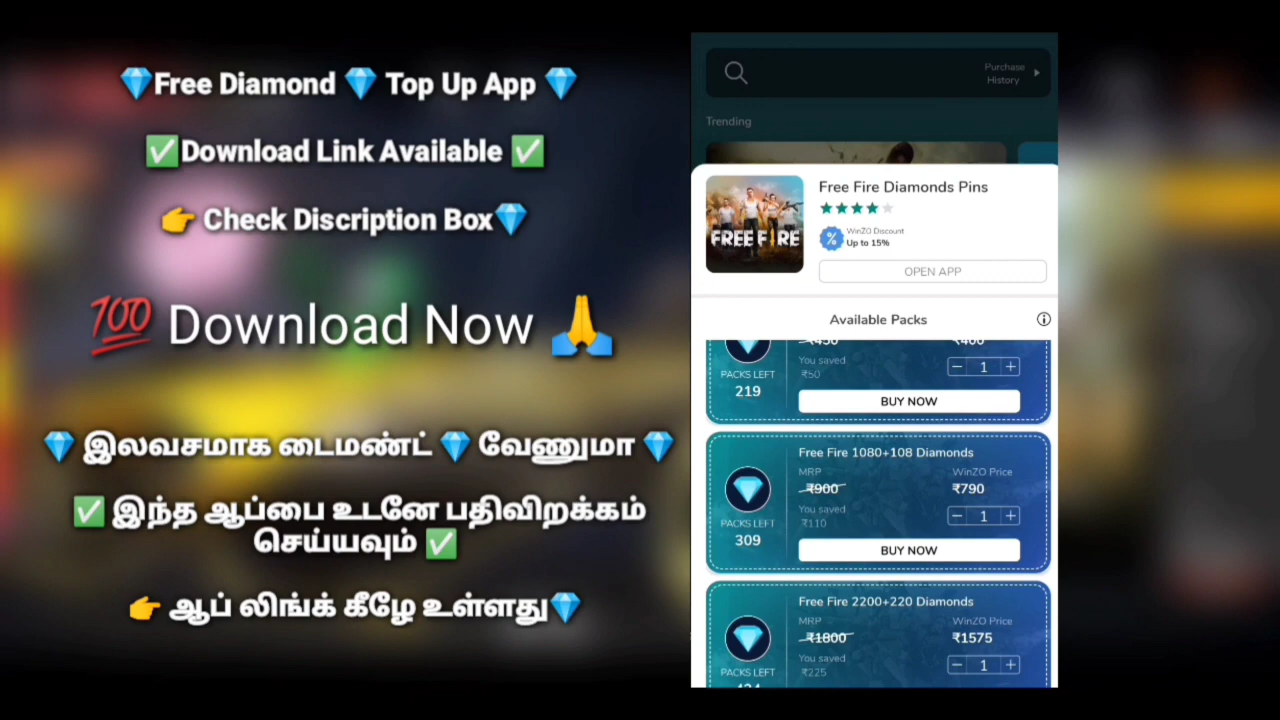 💎Free Diamond 💎 Top Up App 💎
✅Download Link Available ✅
👉 Check Discription Box💎
💯 Download Now 🙏
💎 இலவசமாக டைமண்ட் 💎 வேணுமா 💎
✅ இந்த ஆப்பை உடனே பதிவிறக்கம்
செய்யவும் ✅
👉 ஆப் லிங்க் கீழே உள்ளது💎
Purchase
History
Trending
Free Fire Diamonds Pins
FREE FIRE
WinZO Discount
Up to 15%
OPEN APP
Available Packs
₹450 ₹400
You saved
₹50
PACKS LEFT
219
1
BUY NOW
Free Fire 1080+108 Diamonds
MRP WinZO Price
₹900 ₹790
You saved
₹110
PACKS LEFT
309
1
BUY NOW
Free Fire 2200+220 Diamonds
MRP WinZO Price
₹1800 ₹1575
You saved
₹225
PACKS LEFT
1